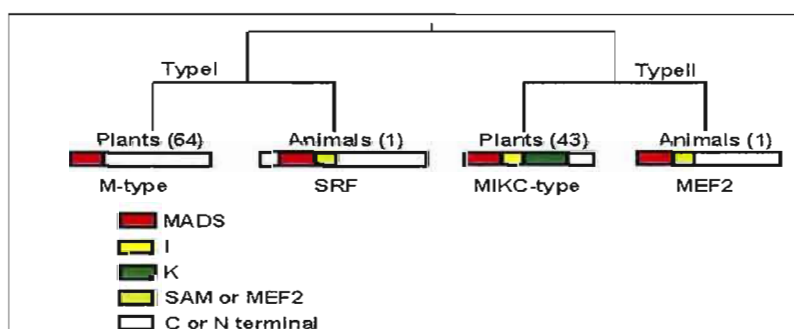 TypeI TypeII
Plants (64) Animals (1) Plants (43) Animals (1)
M-type SRF MIKC-type MEF2
MADS
I
K
SAM or MEF2
C or N terminal